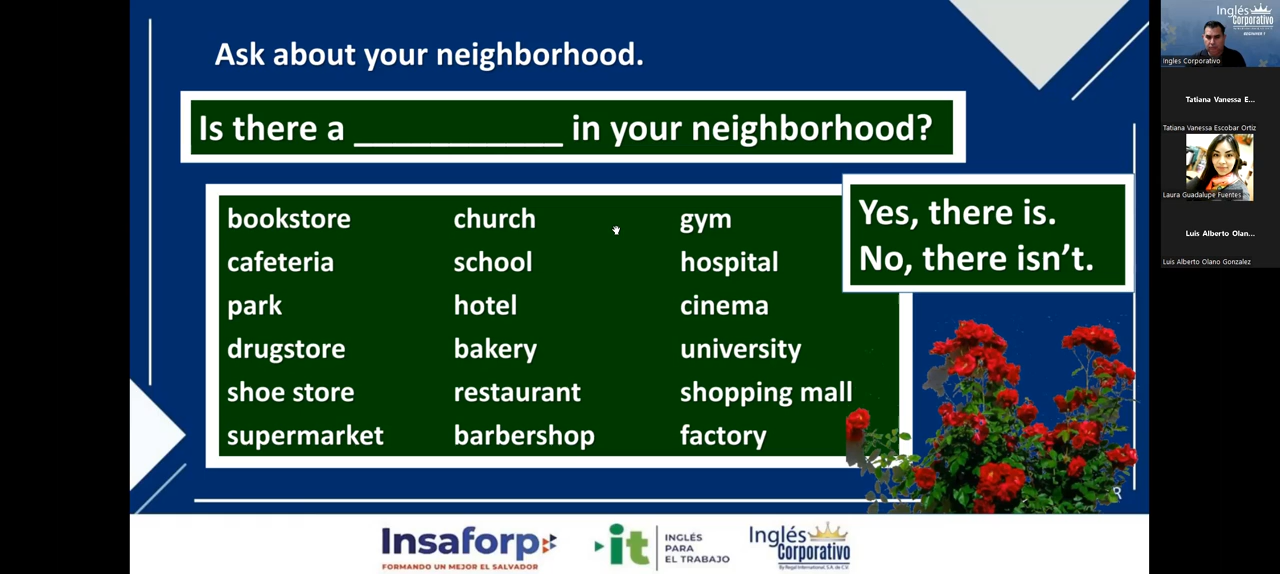 Ask about your neighborhood.
Is there a ____________ in your neighborhood?
bookstore church gym
cafeteria school hospital
park hotel cinema
drugstore bakery university
shoe store restaurant shopping mall
supermarket barbershop factory
Yes, there is.
No, there isn't.
Insaforp
FORMANDO UN MEJOR EL SALVADOR
it INGLÉS
PARA
EL TRABAJO
Inglés
Corporativo
By Regal International, S.A. de C.V.
Inglés
Corporativo
Ingles Corporativo
Tatiana Vanessa E...
Tatiana Vanessa Escobar Ortiz
Laura Guadalupe Fuentes
Luis Alberto Olan...
Luis Alberto Olano Gonzalez